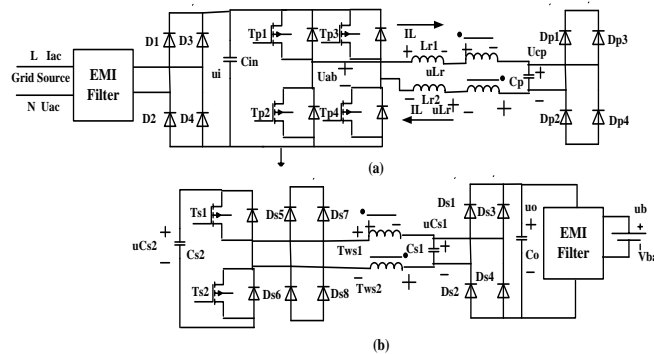 D1 D3 Tp1 Tp3 IL Lr1 Dp1 Dp3
L Iac
Grid Source
N Uac
EMI
Filter
ui Cin Uab + − + uLr − + − Ucp + Cp −
D2 D4 Tp2 Tp4 − Lr2 + − + Dp2 Dp4
IL uLr
(a)
Ts1 Ds5 Ds7 uCs1 Ds1 Ds3 uo ub
+ uCs2 − Cs2 + − Tws1 Cs1 + − + Co − EMI Filter +
Ts2 Ds6 Ds8 − Tws2 + Ds2 Ds4 Vba
(b)